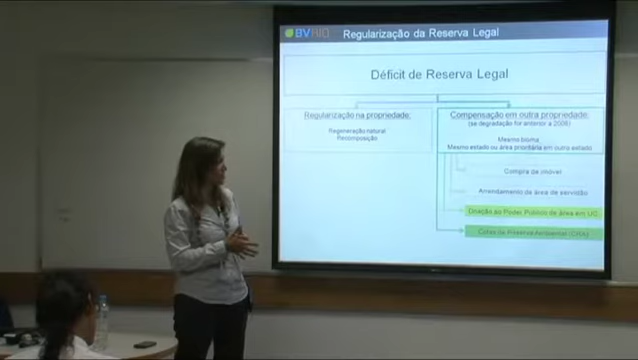 BVRIO
Regularização da Reserva Legal
Déficit de Reserva Legal
Regularização na propriedade:
Regeneração natural
Recomposição
Compensação em outra propriedade:
(se degradação for anterior a 2008)
Mesmo bioma
Mesmo estado ou área prioritária em outro estado
Compra de imóvel
Arrendamento de área de servidão
Doação ao Poder Público de área em UC
Cotas de Reserva Ambiental (CRA)